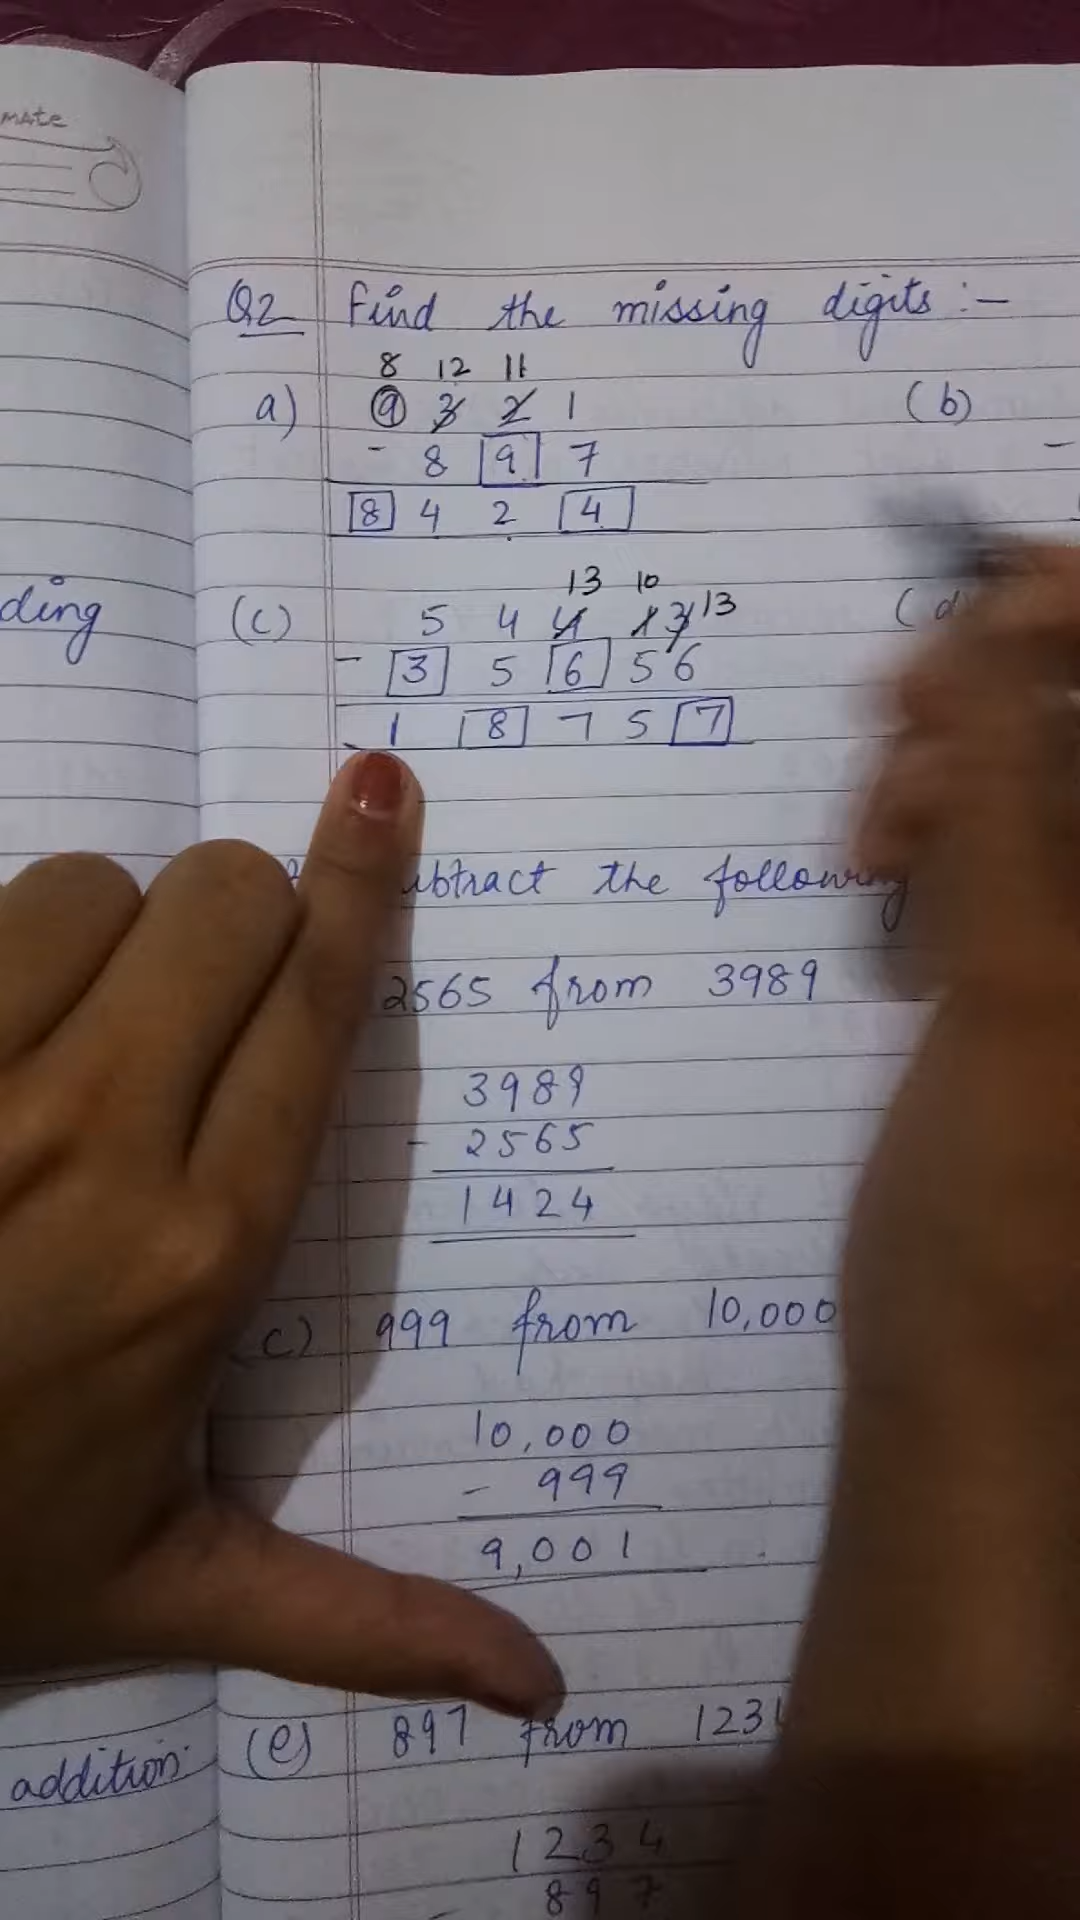 MATE
Q2 Find the missing digits :-
8 12 11
a) 9 3 2 1 (b)
- 8 9 7 -
8 4 2 4
13 10
(c) 5 4 4 1 3 13 (d
ding
- 3 5 6 5 6
1 8 7 5 7
ubtract the following
2565 from 3989
3989
- 2565
1424
c) 999 from 10,000
10,000
- 999
9,001
(e) 897 from 123
addition.
1234
- 897